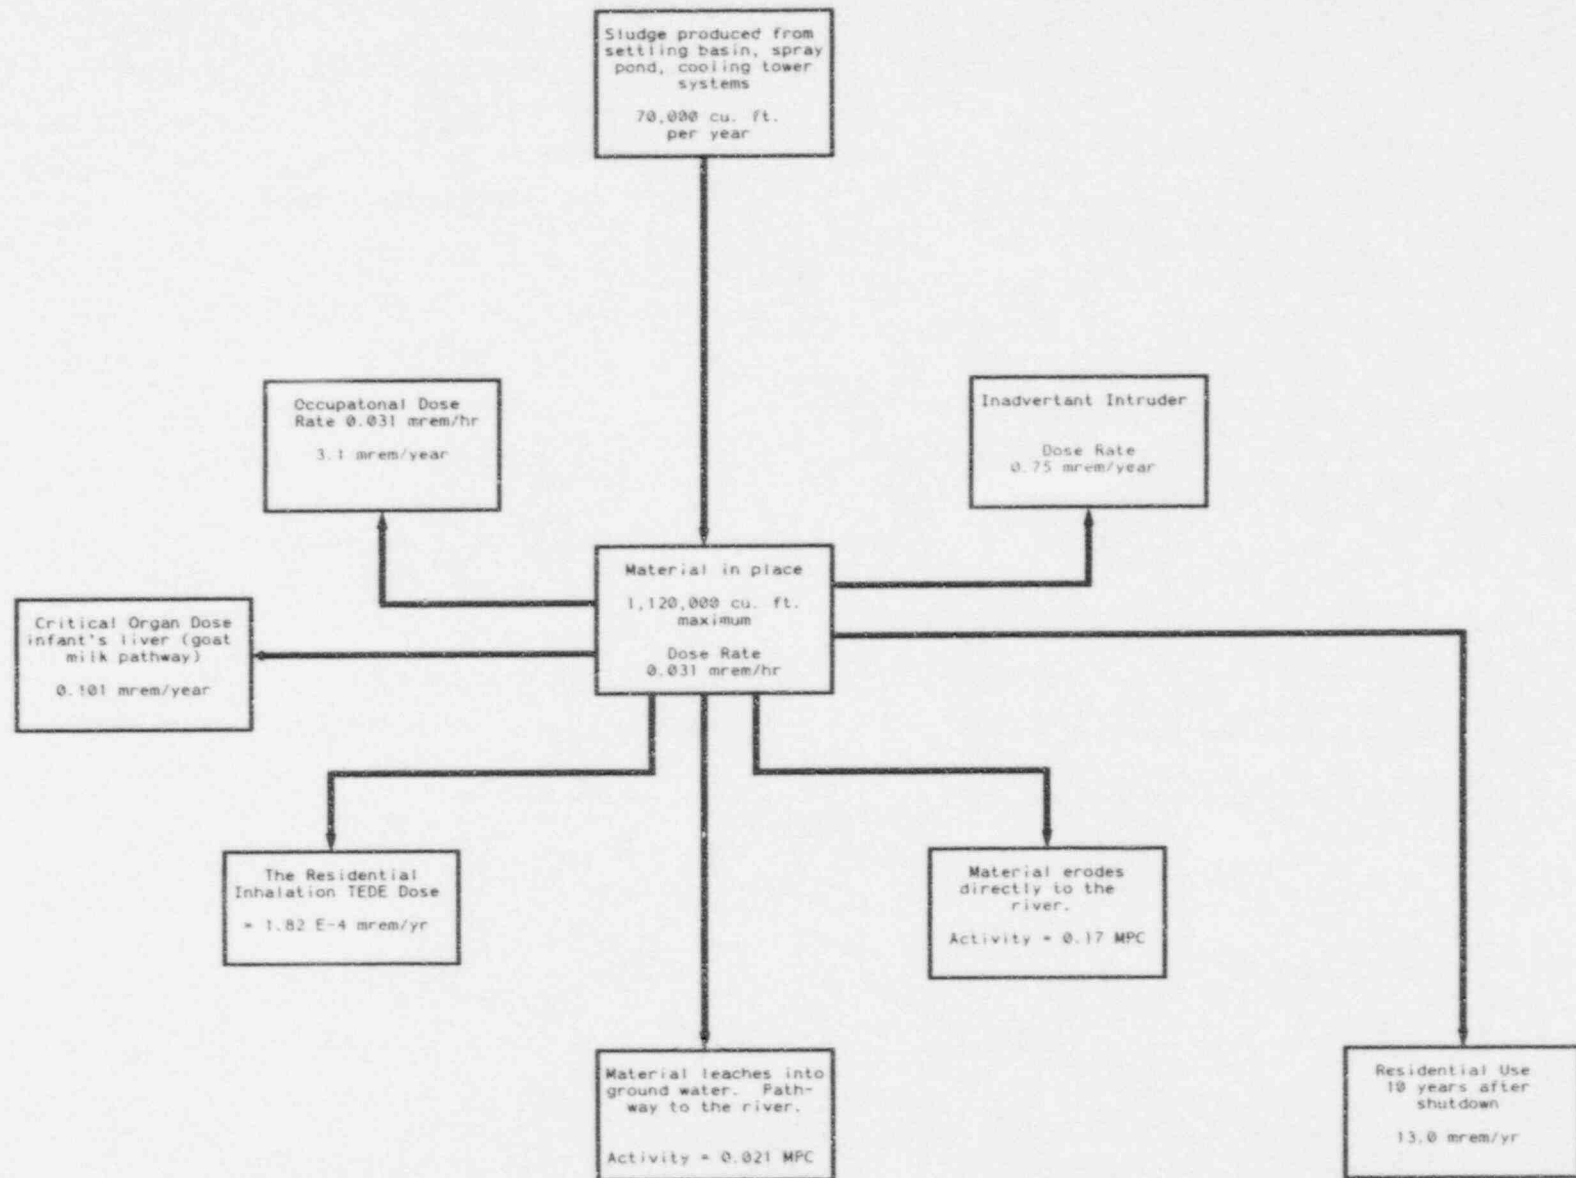 Sludge produced from
settling basin, spray
pond, cooling tower
systems
70,000 cu. ft.
per year
Occupatonal Dose
Rate 0.031 mrem/hr
3.1 mrem/year
Inadvertant Intruder
Dose Rate
0.75 mrem/year
Material in place
1,120,000 cu. ft.
maximum
Dose Rate
0.031 mrem/hr
Critical Organ Dose
infant's liver (goat
milk pathway)
0.101 mrem/year
The Residential
Inhalation TEDE Dose
= 1.82 E-4 mrem/yr
Material erodes
directly to the
river.
Activity = 0.17 MPC
Material leaches into
ground water. Path-
way to the river.
Activity = 0.021 MPC
Residential Use
10 years after
shutdown
13.0 mrem/yr